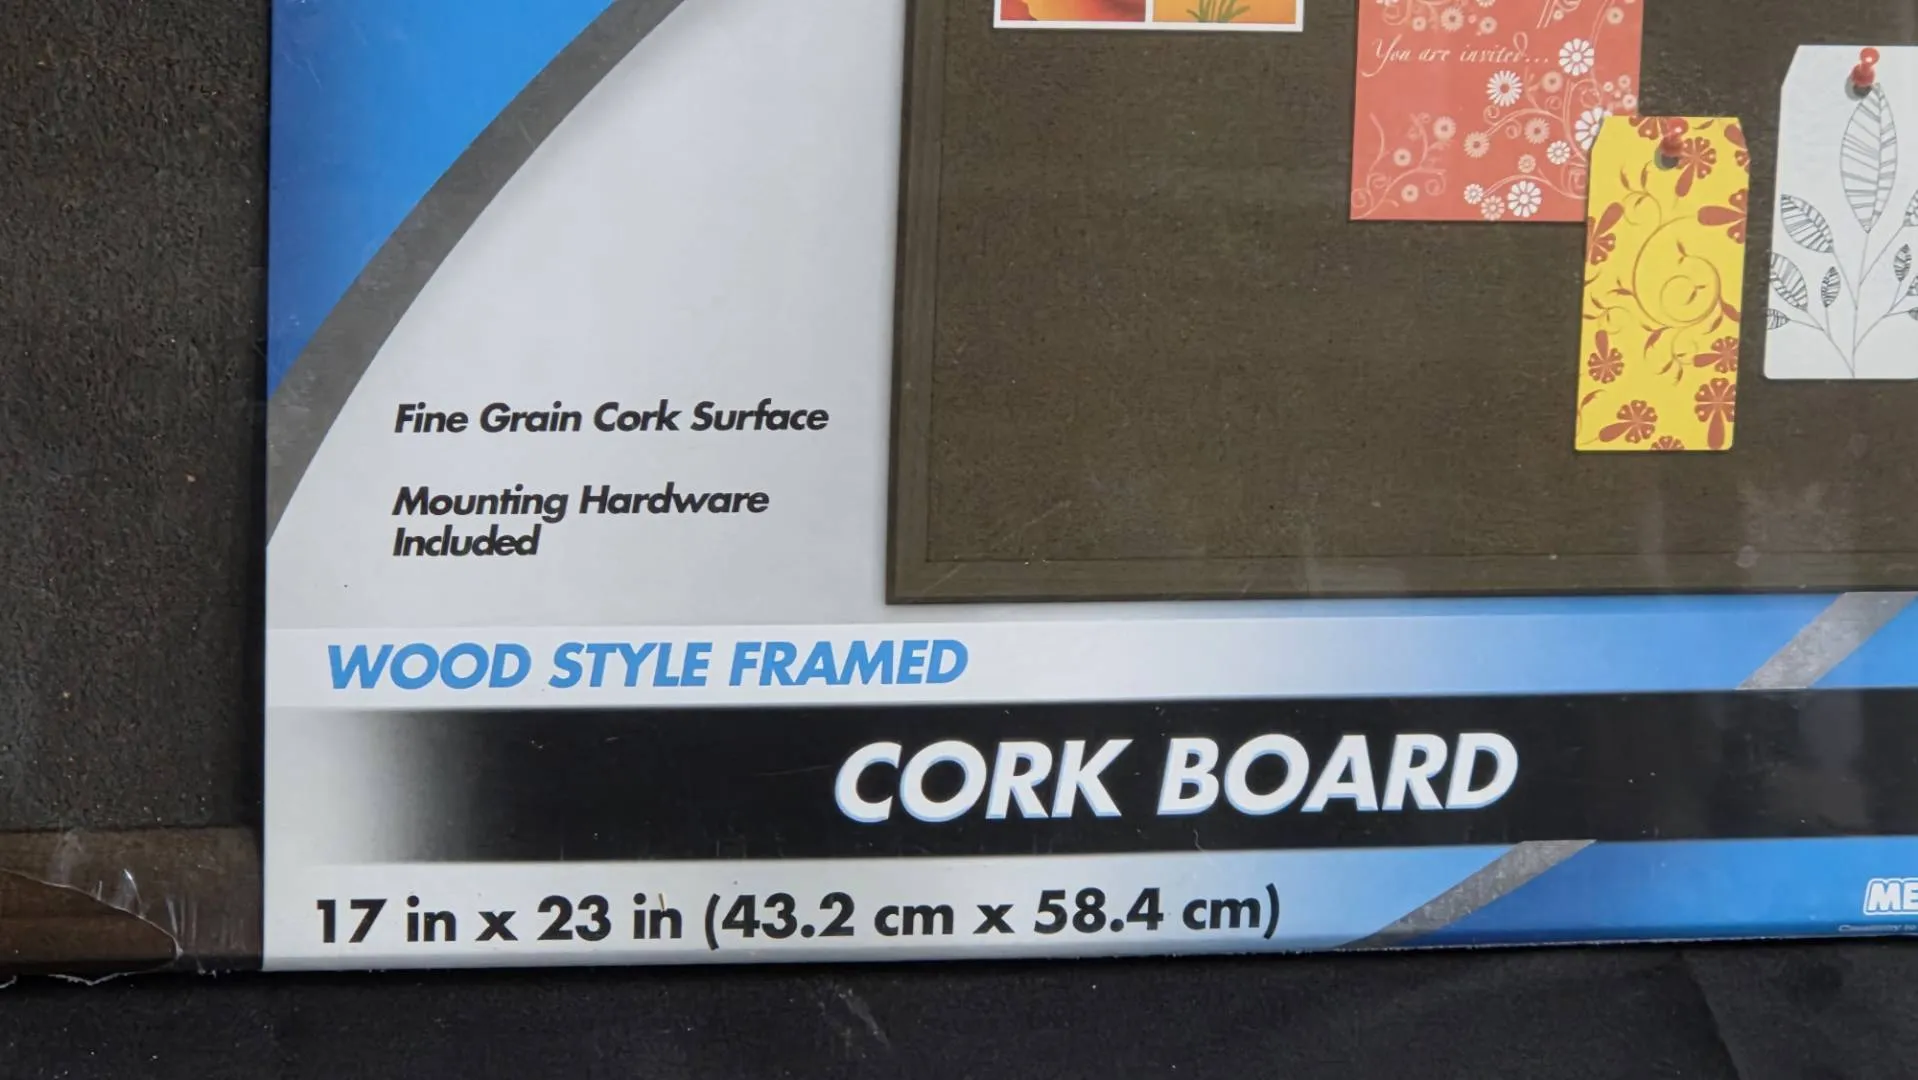 You are invited...
Fine Grain Cork Surface
Mounting Hardware
Included
WOOD STYLE FRAMED
CORK BOARD
17 in x 23 in (43.2 cm x 58.4 cm)